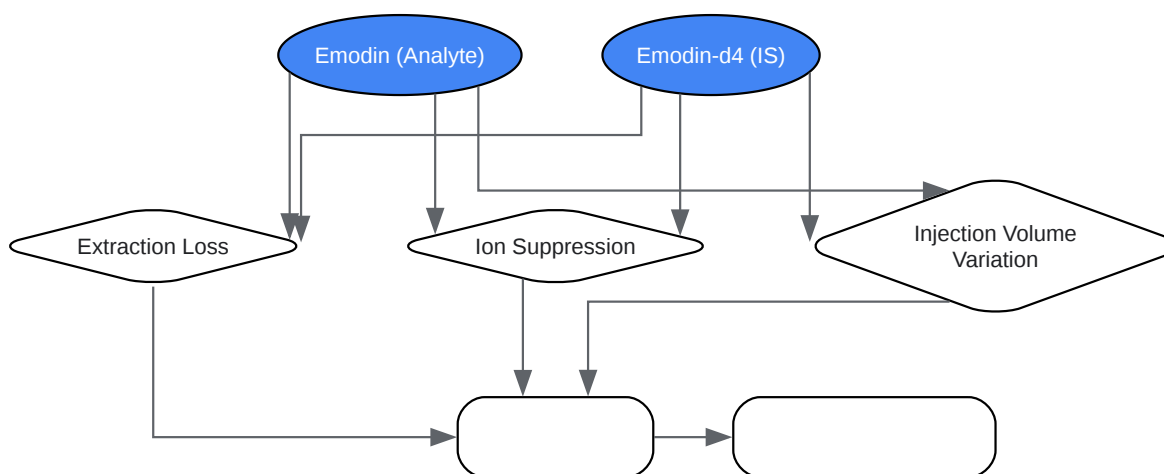 Emodin (Analyte)
Emodin-d4 (IS)
Extraction Loss
Ion Suppression
Injection Volume
Variation